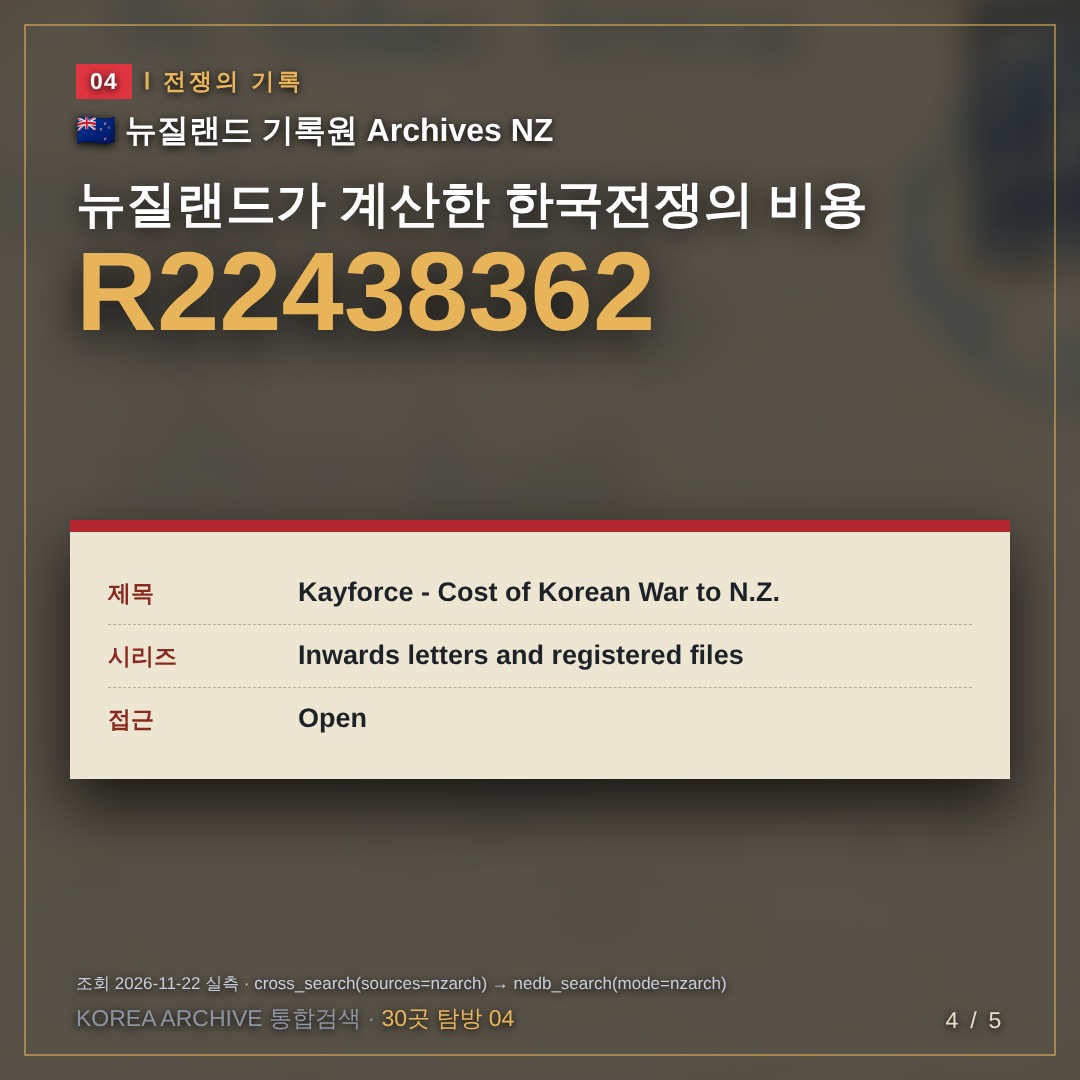 04 | 전쟁의 기록
뉴질랜드 기록원 Archives NZ
뉴질랜드가 계산한 한국전쟁의 비용
R22438362
제목 Kayforce - Cost of Korean War to N.Z.
시리즈 Inwards letters and registered files
접근 Open
조회 2026-11-22 실측 · cross_search(sources=nzarch) → nedb_search(mode=nzarch)
KOREA ARCHIVE 통합검색 · 30곳 탐방 04
4 / 5